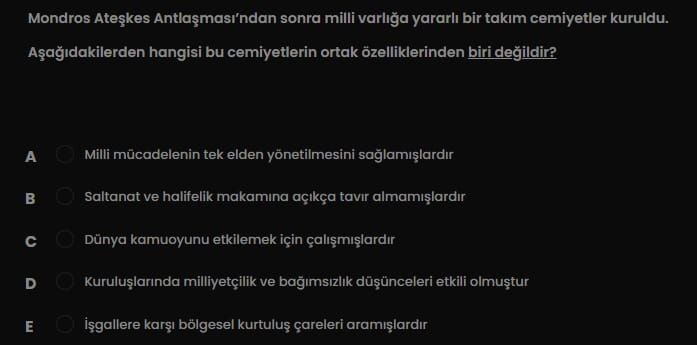 Mondros Ateşkes Antlaşması'ndan sonra milli varlığa yararlı bir takım cemiyetler kuruldu.
Aşağıdakilerden hangisi bu cemiyetlerin ortak özelliklerinden biri değildir?
A Milli mücadelenin tek elden yönetilmesini sağlamışlardır
B Saltanat ve halifelik makamına açıkça tavır almamışlardır
C Dünya kamuoyunu etkilemek için çalışmışlardır
D Kuruluşlarında milliyetçilik ve bağımsızlık düşünceleri etkili olmuştur
E İşgallere karşı bölgesel kurtuluş çareleri aramışlardır